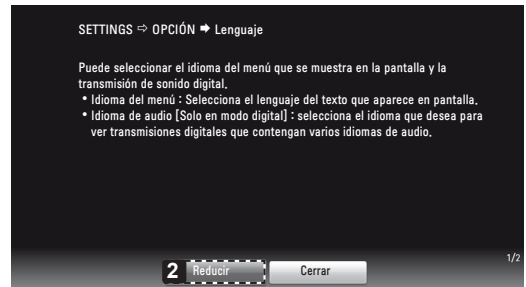 SETTINGS ⇨ OPCIÓN ➡ Lenguaje
Puede seleccionar el idioma del menú que se muestra en la pantalla y la
transmisión de sonido digital.
• Idioma del menú : Selecciona el lenguaje del texto que aparece en pantalla.
• Idioma de audio [Solo en modo digital] : selecciona el idioma que desea para
ver transmisiones digitales que contengan varios idiomas de audio.
1/2
2 Reducir Cerrar